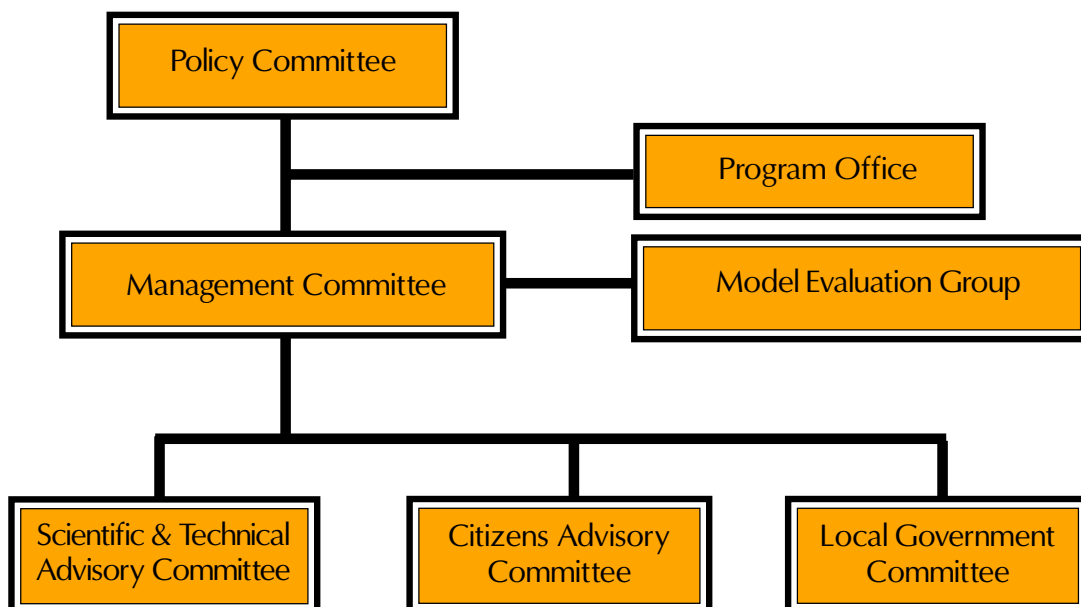 Policy Committee
Program Office
Management Committee
Model Evaluation Group
Scientific & Technical
Advisory Committee
Citizens Advisory
Committee
Local Government
Committee